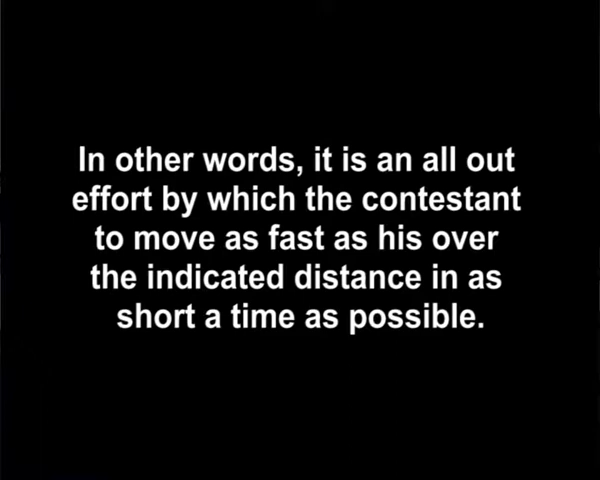 In other words, it is an all out
effort by which the contestant
to move as fast as his over
the indicated distance in as
short a time as possible.